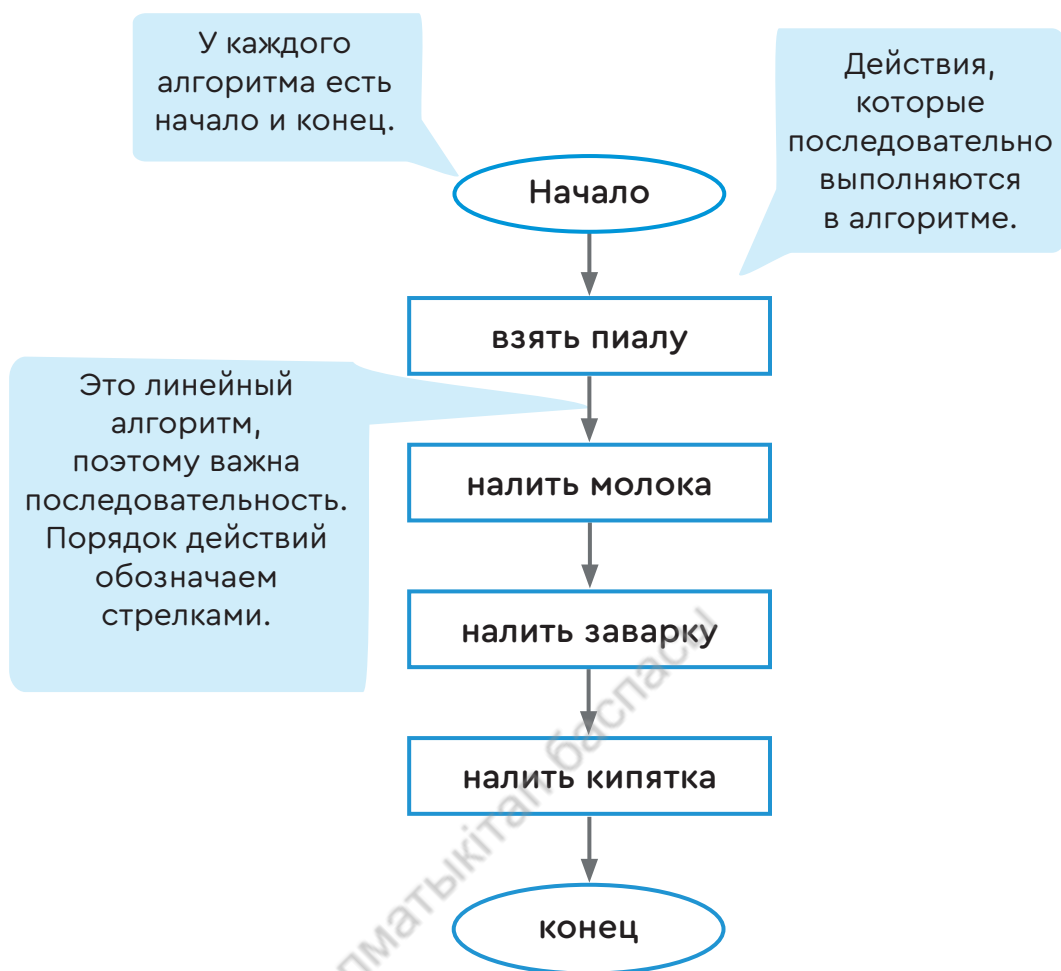 У каждого
алгоритма есть
начало и конец.
Действия,
которые
последовательно
выполняются
в алгоритме.
Начало
взять пиалу
Это линейный
алгоритм,
поэтому важна
последовательность.
Порядок действий
обозначаем
стрелками.
налить молока
налить заварку
налить кипятка
конец
баспасы